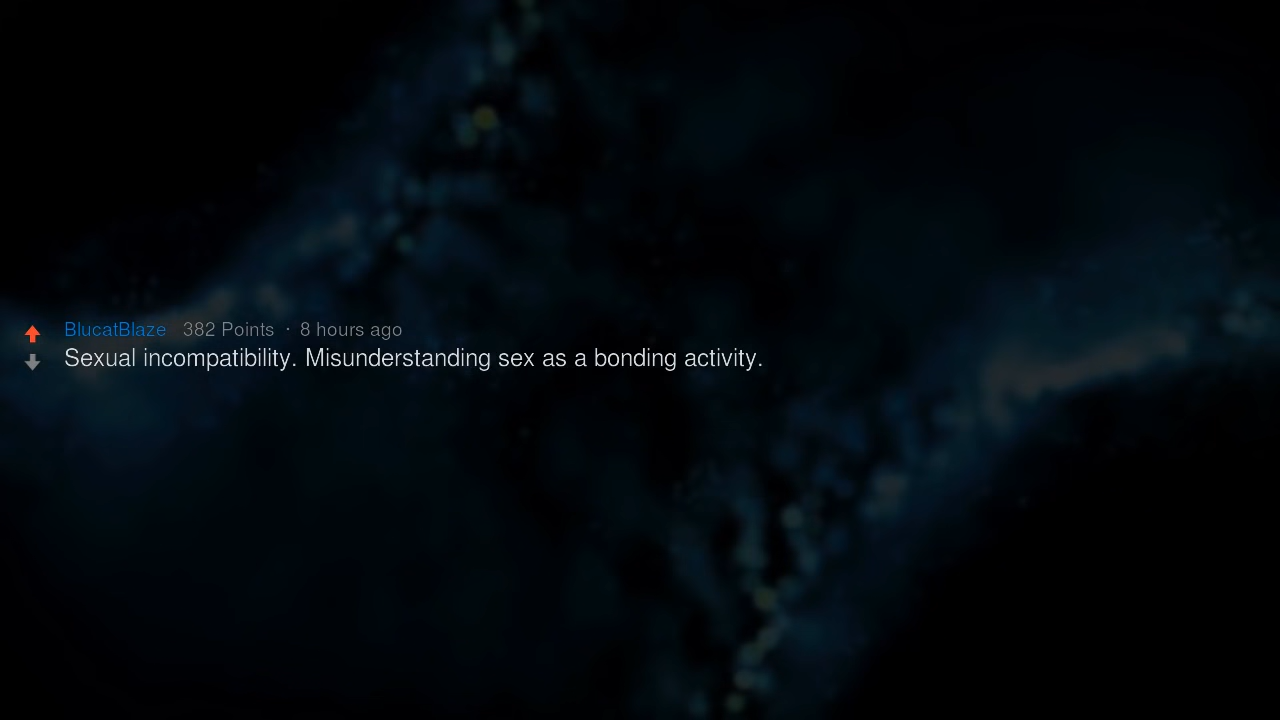 BlucatBlaze 382 Points · 8 hours ago
Sexual incompatibility. Misunderstanding sex as a bonding activity.